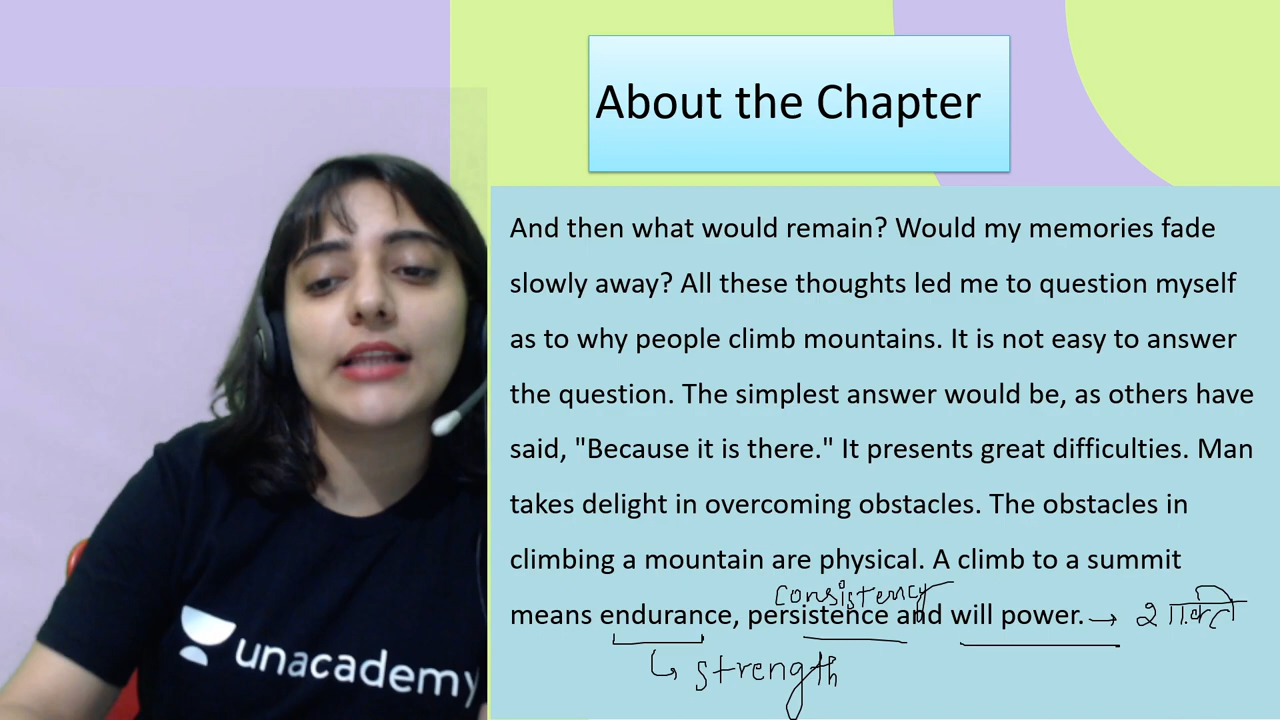 About the Chapter
And then what would remain? Would my memories fade
slowly away? All these thoughts led me to question myself
as to why people climb mountains. It is not easy to answer
the question. The simplest answer would be, as others have
said, "Because it is there." It presents great difficulties. Man
takes delight in overcoming obstacles. The obstacles in
climbing a mountain are physical. A climb to a summit
consistency
means endurance, persistence and will power. →
↳ strength
unacademy